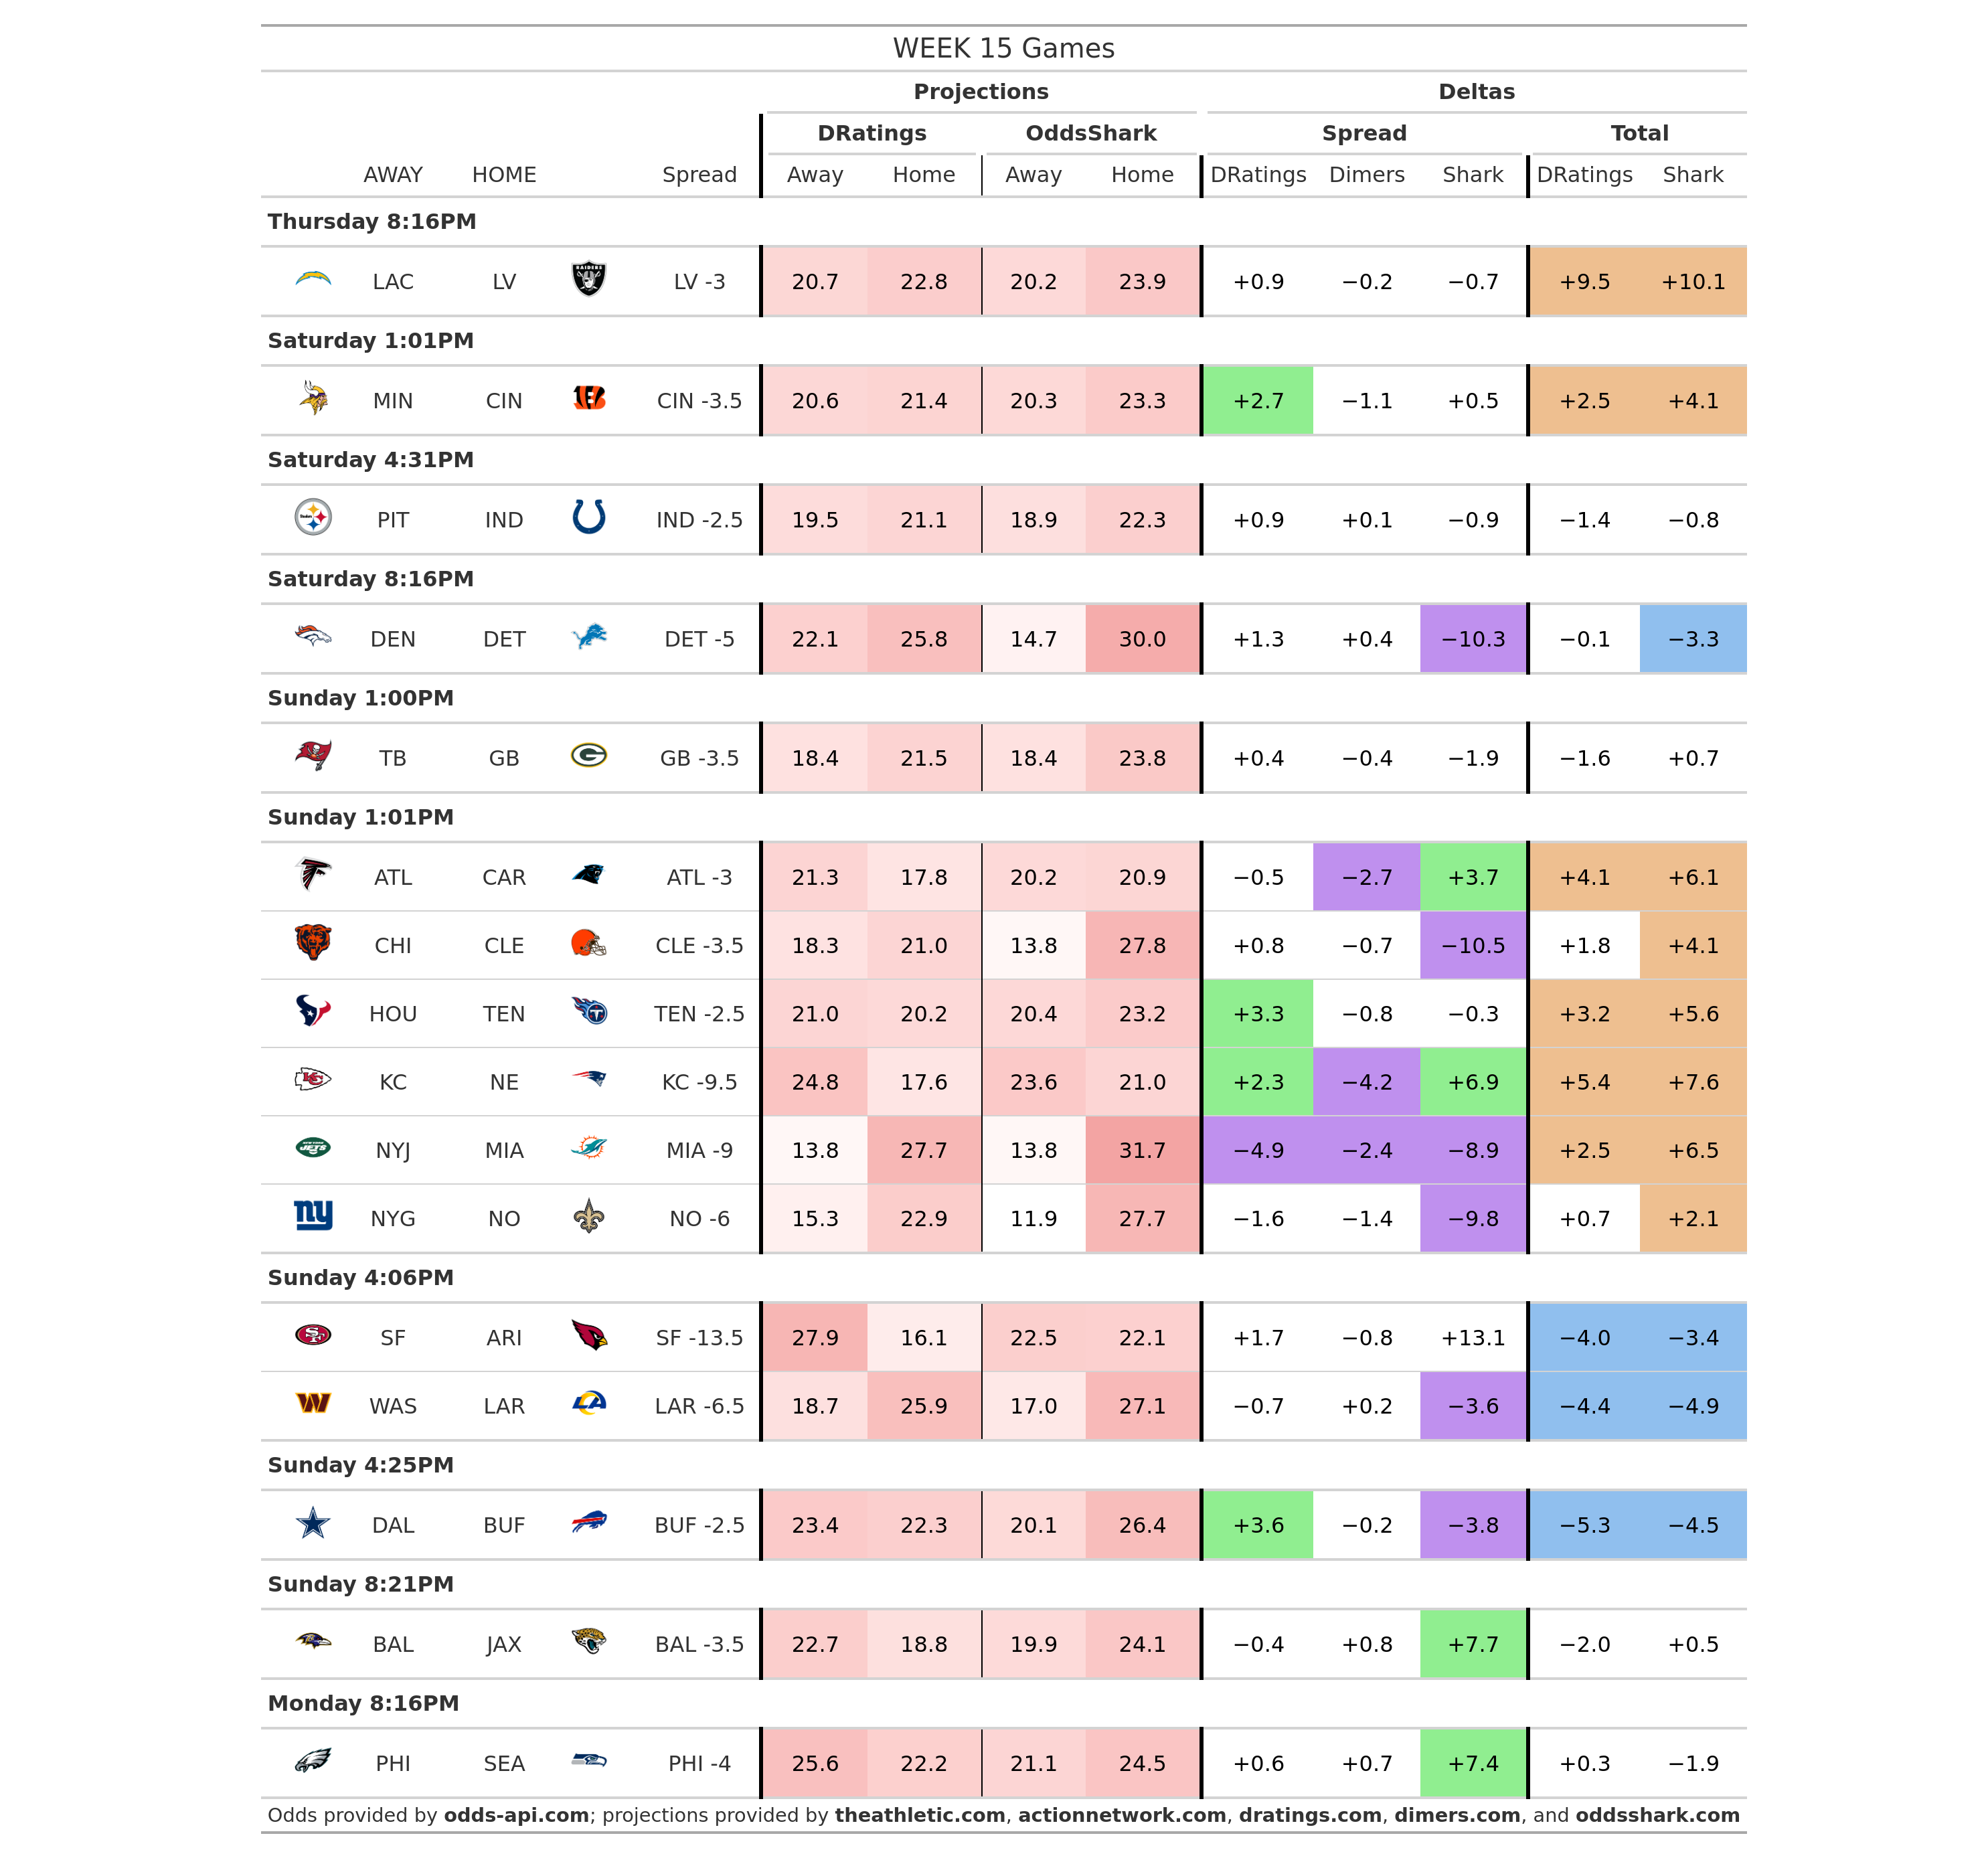 WEEK 15 Games
Projections Deltas
DRatings OddsShark Spread Total
AWAY HOME Spread Away Home Away Home DRatings Dimers Shark DRatings Shark
Thursday 8:16PM
LAC LV RAIDERS LV -3 20.7 22.8 20.2 23.9 +0.9 −0.2 −0.7 +9.5 +10.1
Saturday 1:01PM
MIN CIN CIN -3.5 20.6 21.4 20.3 23.3 +2.7 −1.1 +0.5 +2.5 +4.1
Saturday 4:31PM
PIT IND IND -2.5 19.5 21.1 18.9 22.3 +0.9 +0.1 −0.9 −1.4 −0.8
Saturday 8:16PM
DEN DET DET -5 22.1 25.8 14.7 30.0 +1.3 +0.4 −10.3 −0.1 −3.3
Sunday 1:00PM
TB GB G GB -3.5 18.4 21.5 18.4 23.8 +0.4 −0.4 −1.9 −1.6 +0.7
Sunday 1:01PM
ATL CAR ATL -3 21.3 17.8 20.2 20.9 −0.5 −2.7 +3.7 +4.1 +6.1
CHI CLE CLE -3.5 18.3 21.0 13.8 27.8 +0.8 −0.7 −10.5 +1.8 +4.1
HOU TEN T TEN -2.5 21.0 20.2 20.4 23.2 +3.3 −0.8 −0.3 +3.2 +5.6
KC KC NE KC -9.5 24.8 17.6 23.6 21.0 +2.3 −4.2 +6.9 +5.4 +7.6
JETS NYJ MIA MIA -9 13.8 27.7 13.8 31.7 −4.9 −2.4 −8.9 +2.5 +6.5
ny NYG NO NO -6 15.3 22.9 11.9 27.7 −1.6 −1.4 −9.8 +0.7 +2.1
Sunday 4:06PM
SF SF ARI SF -13.5 27.9 16.1 22.5 22.1 +1.7 −0.8 +13.1 −4.0 −3.4
W WAS LAR LA LAR -6.5 18.7 25.9 17.0 27.1 −0.7 +0.2 −3.6 −4.4 −4.9
Sunday 4:25PM
DAL BUF BUF -2.5 23.4 22.3 20.1 26.4 +3.6 −0.2 −3.8 −5.3 −4.5
Sunday 8:21PM
BAL JAX BAL -3.5 22.7 18.8 19.9 24.1 −0.4 +0.8 +7.7 −2.0 +0.5
Monday 8:16PM
PHI SEA PHI -4 25.6 22.2 21.1 24.5 +0.6 +0.7 +7.4 +0.3 −1.9
Odds provided by odds-api.com; projections provided by theathletic.com, actionnetwork.com, dratings.com, dimers.com, and oddsshark.com